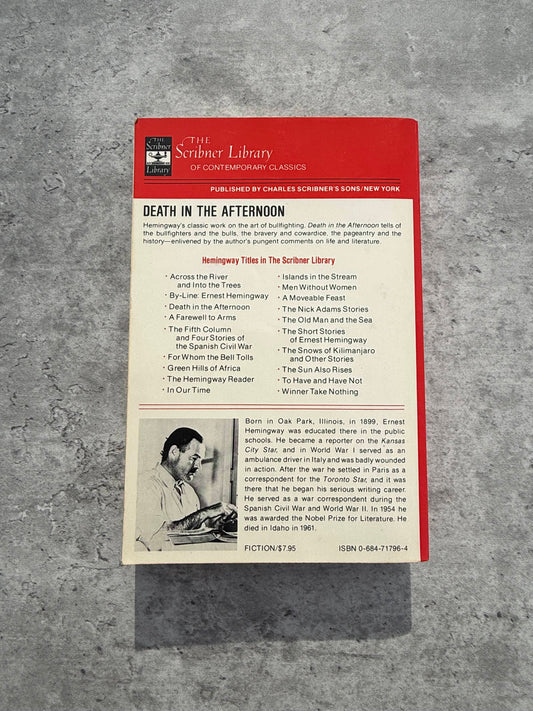 THE
Scribner
Library
THE
Scribner Library
OF CONTEMPORARY CLASSICS
PUBLISHED BY CHARLES SCRIBNER'S SONS/NEW YORK
DEATH IN THE AFTERNOON
Hemingway's classic work on the art of bullfighting, Death in the Afternoon tells of
the bullfighters and the bulls, the bravery and cowardice, the pageantry and the
history—enlivened by the author's pungent comments on life and literature.
Hemingway Titles in The Scribner Library
· Across the River
and Into the Trees
· By-Line: Ernest Hemingway
· Death in the Afternoon
· A Farewell to Arms
· The Fifth Column
and Four Stories of
the Spanish Civil War
· For Whom the Bell Tolls
· Green Hills of Africa
· The Hemingway Reader
· In Our Time
· Islands in the Stream
· Men Without Women
· A Moveable Feast
· The Nick Adams Stories
· The Old Man and the Sea
· The Short Stories
of Ernest Hemingway
· The Snows of Kilimanjaro
and Other Stories
· The Sun Also Rises
· To Have and Have Not
· Winner Take Nothing
Born in Oak Park, Illinois, in 1899, Ernest
Hemingway was educated there in the public
schools. He became a reporter on the Kansas
City Star, and in World War I served as an
ambulance driver in Italy and was badly wounded
in action. After the war he settled in Paris as a
correspondent for the Toronto Star, and it was
there that he began his serious writing career.
He served as a war correspondent during the
Spanish Civil War and World War II. In 1954 he
was awarded the Nobel Prize for Literature. He
died in Idaho in 1961.
FICTION/$7.95
ISBN 0-684-71796-4